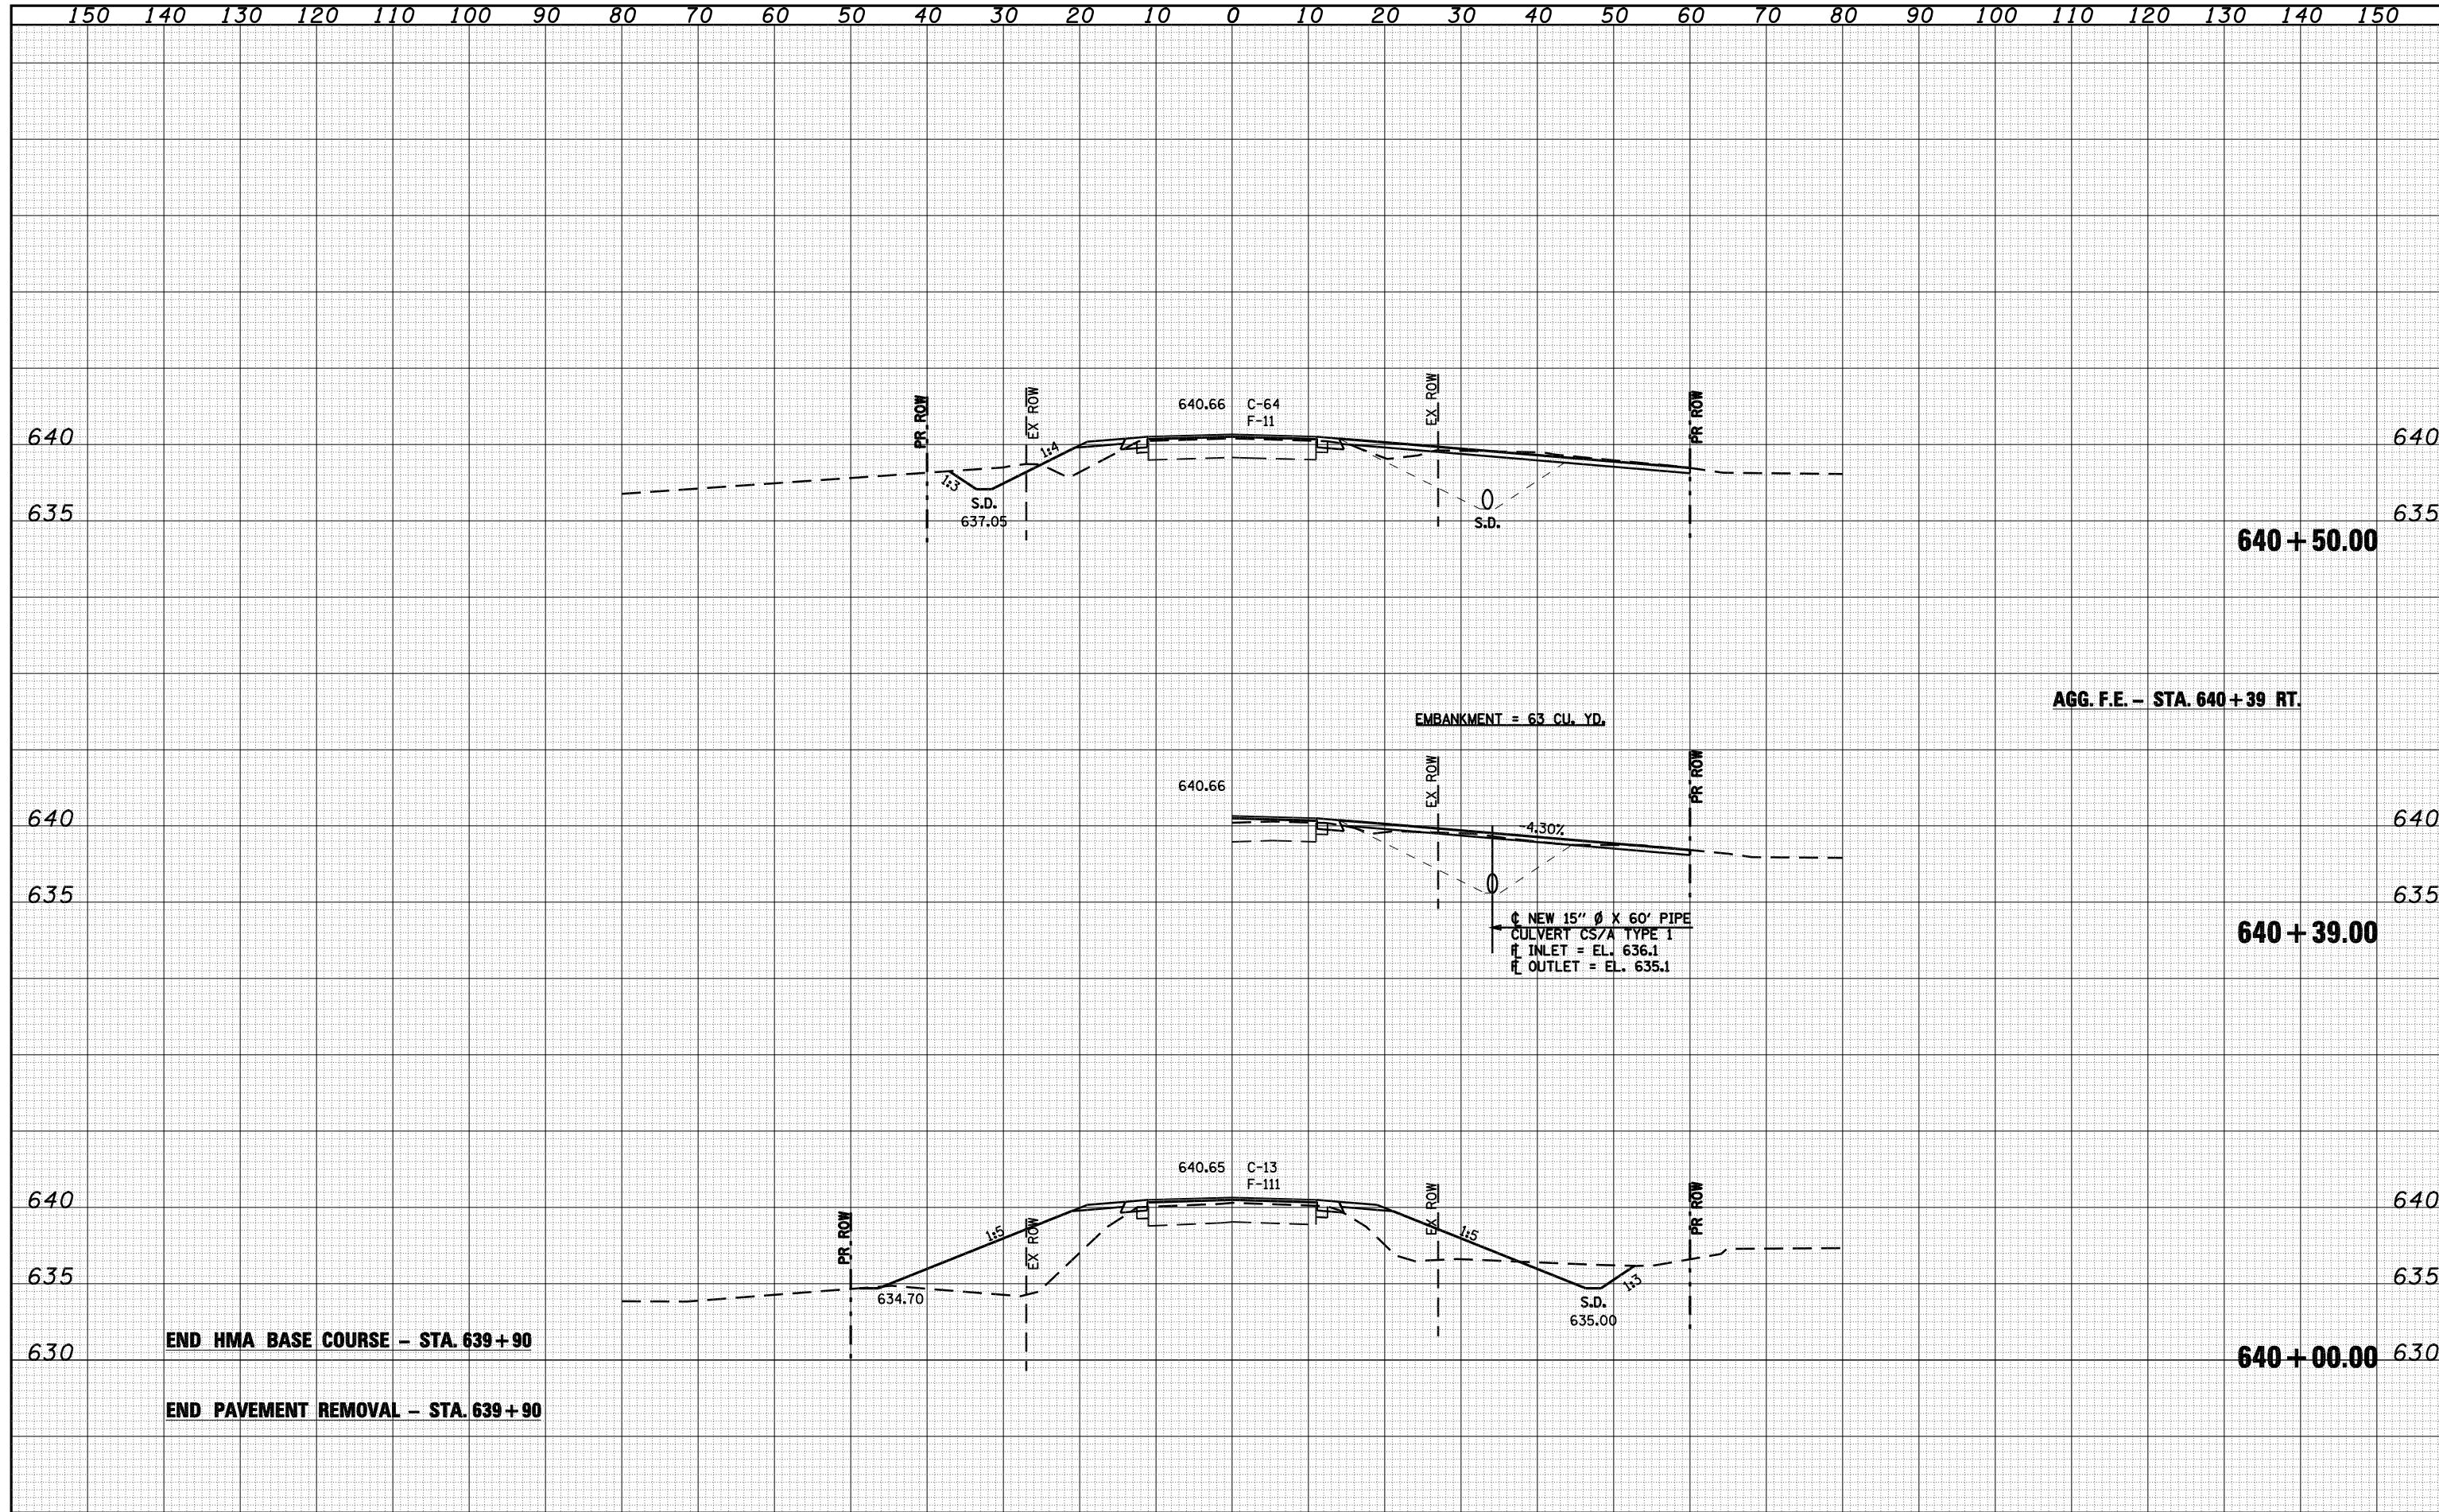 150 140 130 120 110 100 90 80 70 60 50 40 30 20 10 0 10 20 30 40 50 60 70 80 90 100 110 120 130 140 150
PR. ROW
EX ROW
640.66 C-64
F-11
EX ROW
PR ROW
640
640
1:4
1:3
S.D.
637.05
S.D.
635
635
640+50.00
AGG. F.E. – STA. 640+39 RT.
EMBANKMENT = 63 CU. YD.
640.66
EX ROW
PR ROW
640
-4.30%
640
635
635
℄ NEW 15" Ø X 60' PIPE
CULVERT CS/A TYPE 1
FL INLET = EL. 636.1
FL OUTLET = EL. 635.1
640+39.00
640.65 C-13
F-111
PR. ROW
EX ROW
EX ROW
PR ROW
640
640
1:5
1:5
635
635
634.70
1:3
S.D.
635.00
END HMA BASE COURSE – STA. 639+90
630
640+00.00
630
END PAVEMENT REMOVAL – STA. 639+90